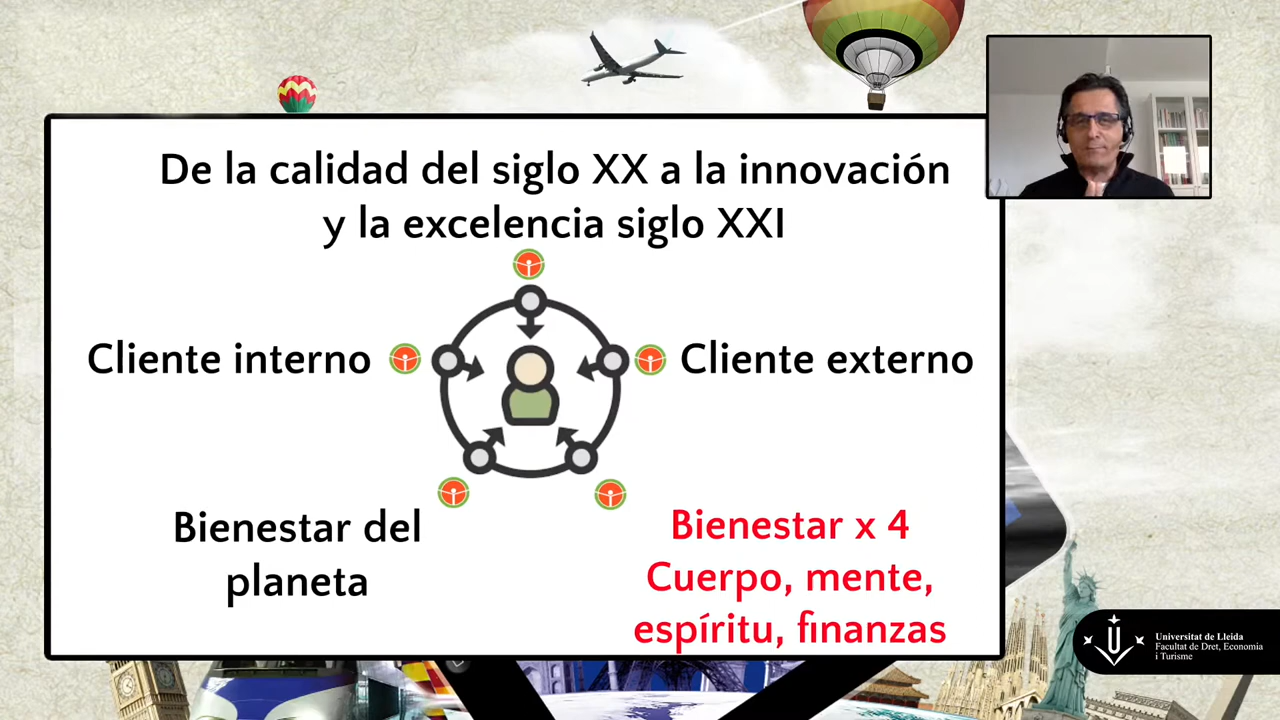 De la calidad del siglo XX a la innovación
y la excelencia siglo XXI
Cliente interno
Cliente externo
Bienestar del
planeta
Bienestar x 4
Cuerpo, mente,
espíritu, finanzas
Universitat de Lleida
Facultat de Dret, Economia
i Turisme